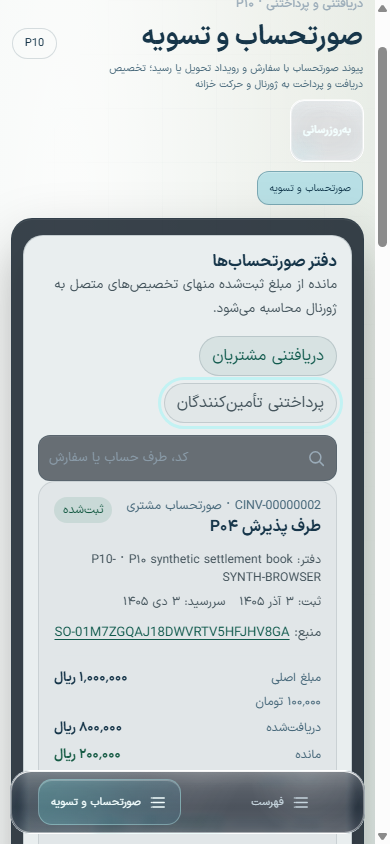 دریافتنی و پرداختنی · P10
صورتحساب و تسویه
P10
پیوند صورتحساب با سفارش و رویداد تحویل یا رسید؛ تخصیص
دریافت و پرداخت به ژورنال و حرکت خزانه
به‌روزرسانی
صورتحساب و تسویه
دفتر صورتحساب‌ها
مانده از مبلغ ثبت‌شده منهای تخصیص‌های متصل به
ژورنال محاسبه می‌شود.
دریافتنی مشتریان
پرداختنی تأمین‌کنندگان
کد، طرف حساب یا سفارش
CINV-00000002 · صورتحساب مشتری
ثبت‌شده
طرف پذیرش P۰۴
دفتر: P10- · P10 synthetic settlement book
SYNTH-BROWSER
ثبت: ۳ آذر ۱۴۰۵ سررسید: ۳ دی ۱۴۰۵
منبع: SO-01M7ZGQAJ18DWVRTV5HFJHV8GA
مبلغ اصلی ۱٬۰۰۰٬۰۰۰ ریال
۱۰۰٬۰۰۰ تومان
دریافت‌شده ۸۰۰٬۰۰۰ ریال
مانده ۲۰۰٬۰۰۰ ریال
فهرست
صورتحساب و تسویه